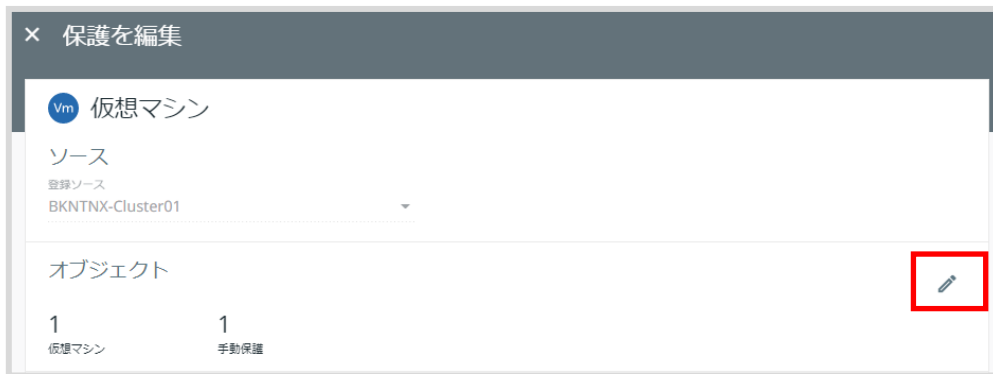 × 保護を編集
Vm 仮想マシン
ソース
登録ソース
BKNTNX-Cluster01
オブジェクト
1 1
仮想マシン 手動保護